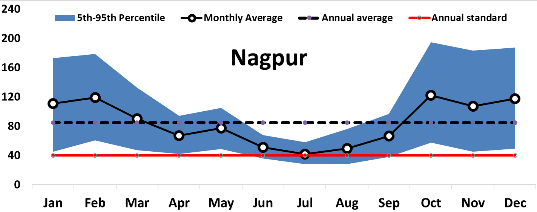 240
5th-95th Percentile Monthly Average Annual average Annual standard
200
160
Nagpur
120
80
40
0
Jan Feb Mar Apr May Jun Jul Aug Sep Oct Nov Dec